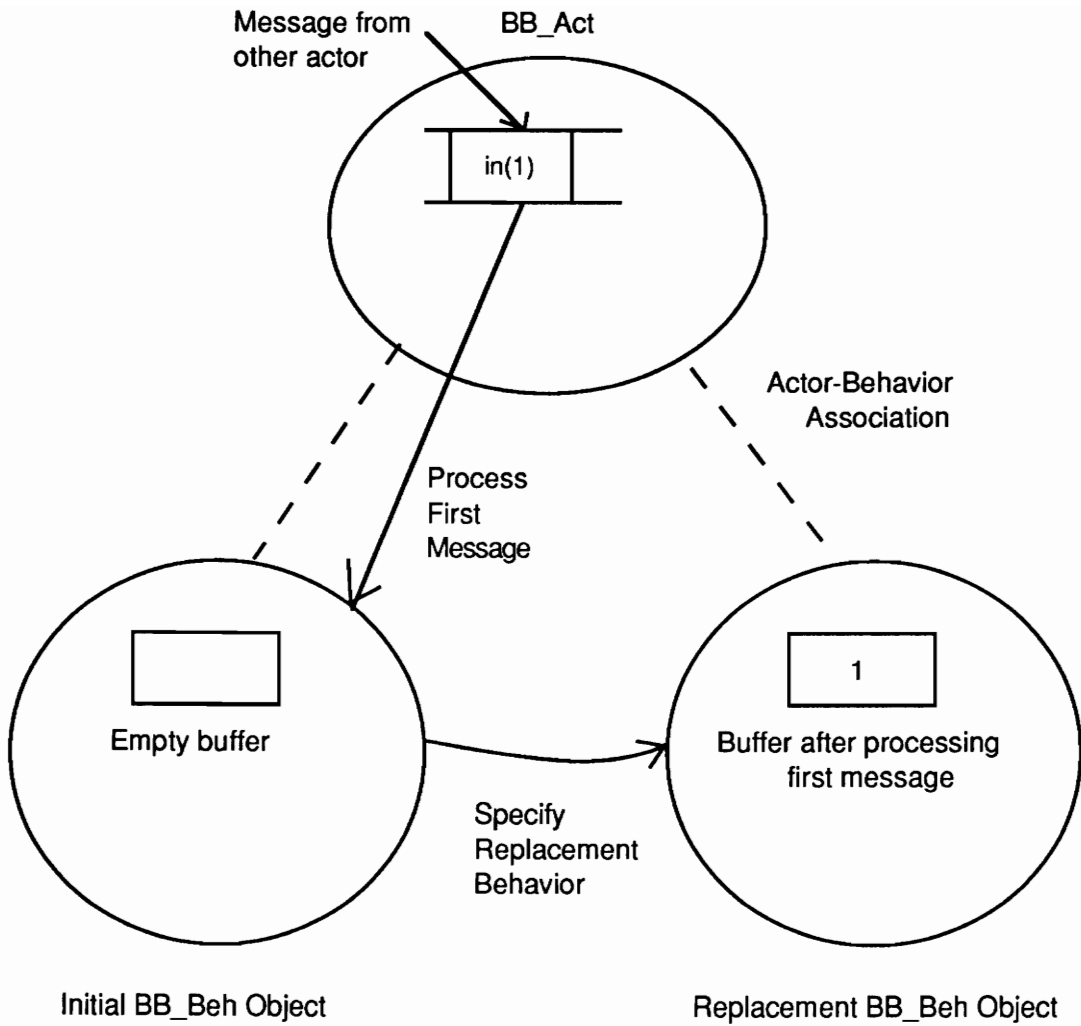 Message from
other actor
BB_Act
in(1)
Actor-Behavior
Association
Process
First
Message
Empty buffer
1
Buffer after processing
first message
Specify
Replacement
Behavior
Initial BB_Beh Object
Replacement BB_Beh Object